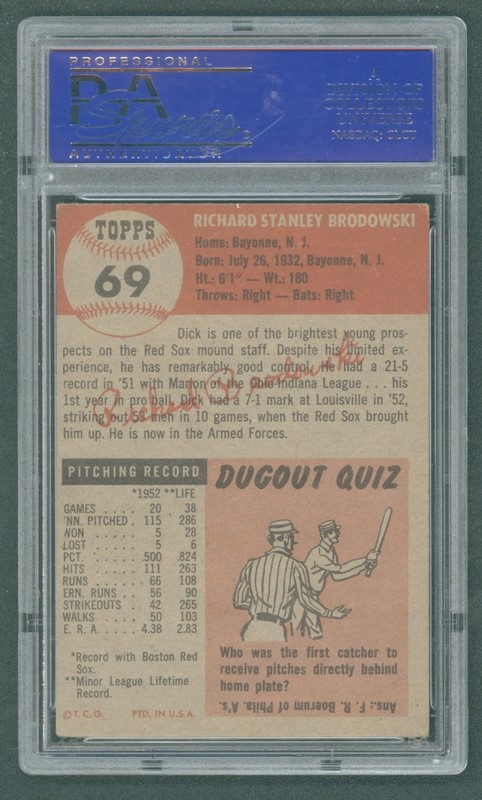 PROFESSIONAL
PSA
Sports
AUTHENTICATOR
A
DIVISION OF
COLLECTORS
UNIVERSE
NASDAQ: CLCT
TOPPS
69
RICHARD STANLEY BRODOWSKI
Home: Bayonne, N. J.
Born: July 26, 1932, Bayonne, N. J.
Ht.: 6'1" — Wt.: 180
Throws: Right — Bats: Right
Dick is one of the brightest young pros-
pects on the Red Sox mound staff. Despite his limited ex-
perience, he has remarkably good control. He had a 21-5
record in '51 with Marion of the Ohio Indiana League . . . his
1st year in pro ball. Dick had a 7-1 mark at Louisville in '52,
striking out 58 men in 10 games, when the Red Sox brought
him up. He is now in the Armed Forces.
Richard Brodowski
PITCHING RECORD
*1952 **LIFE
GAMES . . . . 20 38
INN. PITCHED . 115 286
WON . . . . . 5 28
LOST . . . . . 5 6
PCT. . . . . . .500 .824
HITS . . . . . 111 263
RUNS . . . . 66 108
ERN. RUNS . . 56 90
STRIKEOUTS . . 42 265
WALKS . . . . 50 103
E. R. A. . . . . 4.38 2.83
*Record with Boston Red
Sox.
**Minor League Lifetime
Record.
©T.C.G. PTD. IN U.S.A.
DUGOUT QUIZ
Who was the first catcher to
receive pitches directly behind
home plate?
Ans.: F. R. Boerum of Phila. A's.